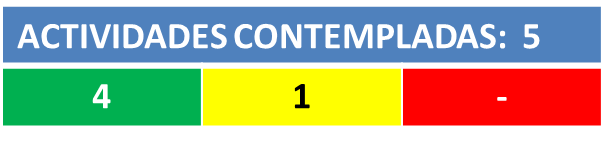 ACTIVIDADES CONTEMPLADAS: 5
4 1 -